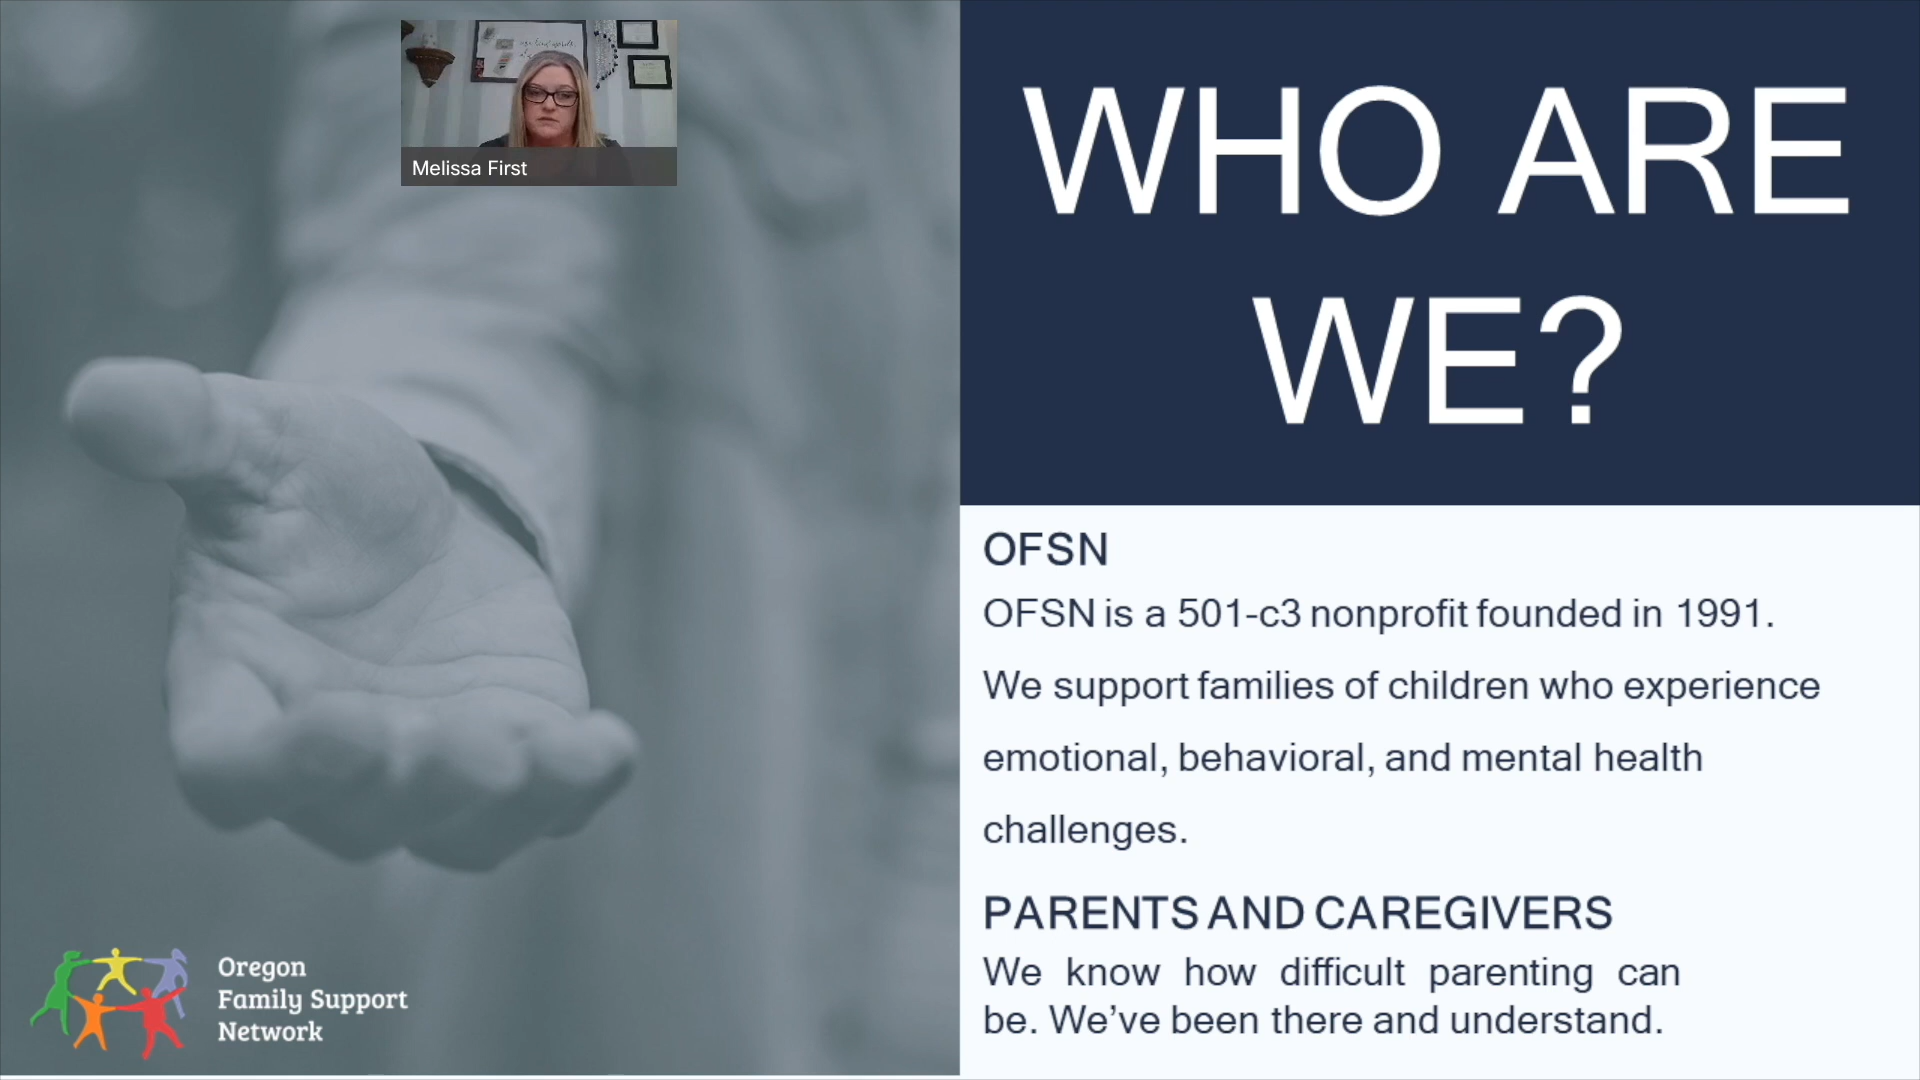 Melissa First
WHO ARE
WE?
OFSN
OFSN is a 501-c3 nonprofit founded in 1991.
We support families of children who experience
emotional, behavioral, and mental health
challenges.
PARENTS AND CAREGIVERS
We know how difficult parenting can
be. We’ve been there and understand.
Oregon
Family Support
Network